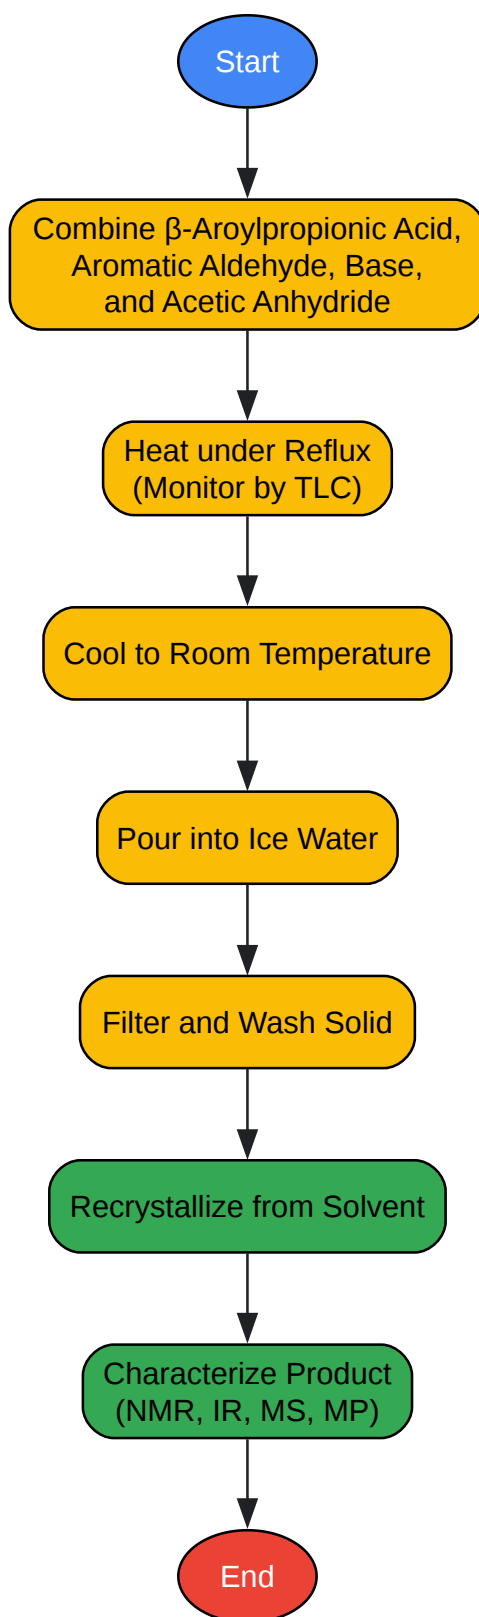 Start
Combine β-Aroylpropionic Acid,
Aromatic Aldehyde, Base,
and Acetic Anhydride
Heat under Reflux
(Monitor by TLC)
Cool to Room Temperature
Pour into Ice Water
Filter and Wash Solid
Recrystallize from Solvent
Characterize Product
(NMR, IR, MS, MP)
End